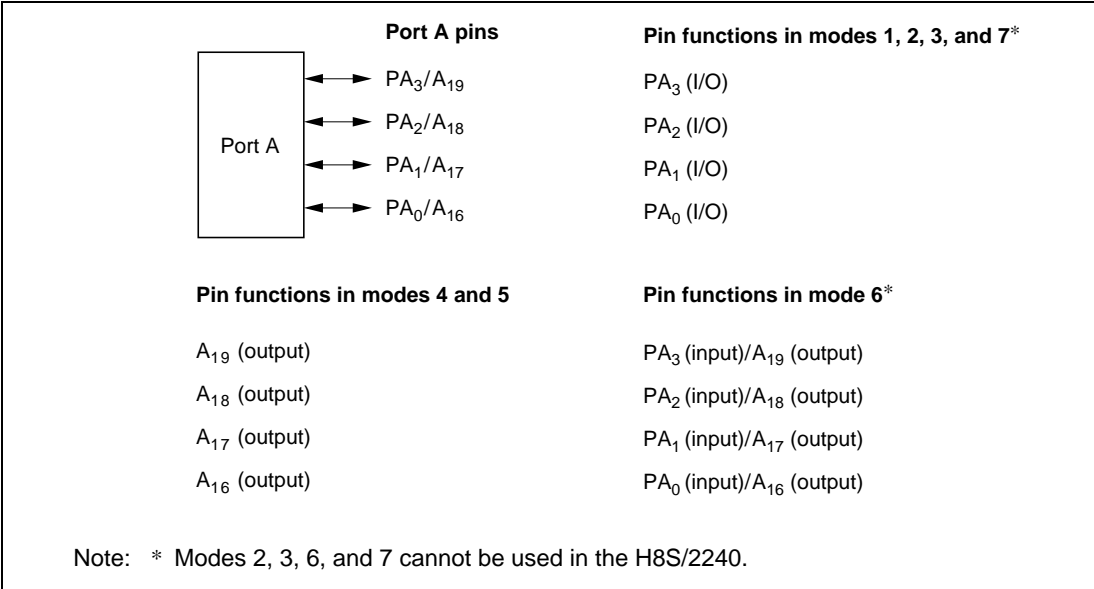 Port A pins
Pin functions in modes 1, 2, 3, and 7*
Port A
PA3/A19
PA3 (I/O)
PA2/A18
PA2 (I/O)
PA1/A17
PA1 (I/O)
PA0/A16
PA0 (I/O)
Pin functions in modes 4 and 5
Pin functions in mode 6*
A19 (output)
PA3 (input)/A19 (output)
A18 (output)
PA2 (input)/A18 (output)
A17 (output)
PA1 (input)/A17 (output)
A16 (output)
PA0 (input)/A16 (output)
Note: * Modes 2, 3, 6, and 7 cannot be used in the H8S/2240.